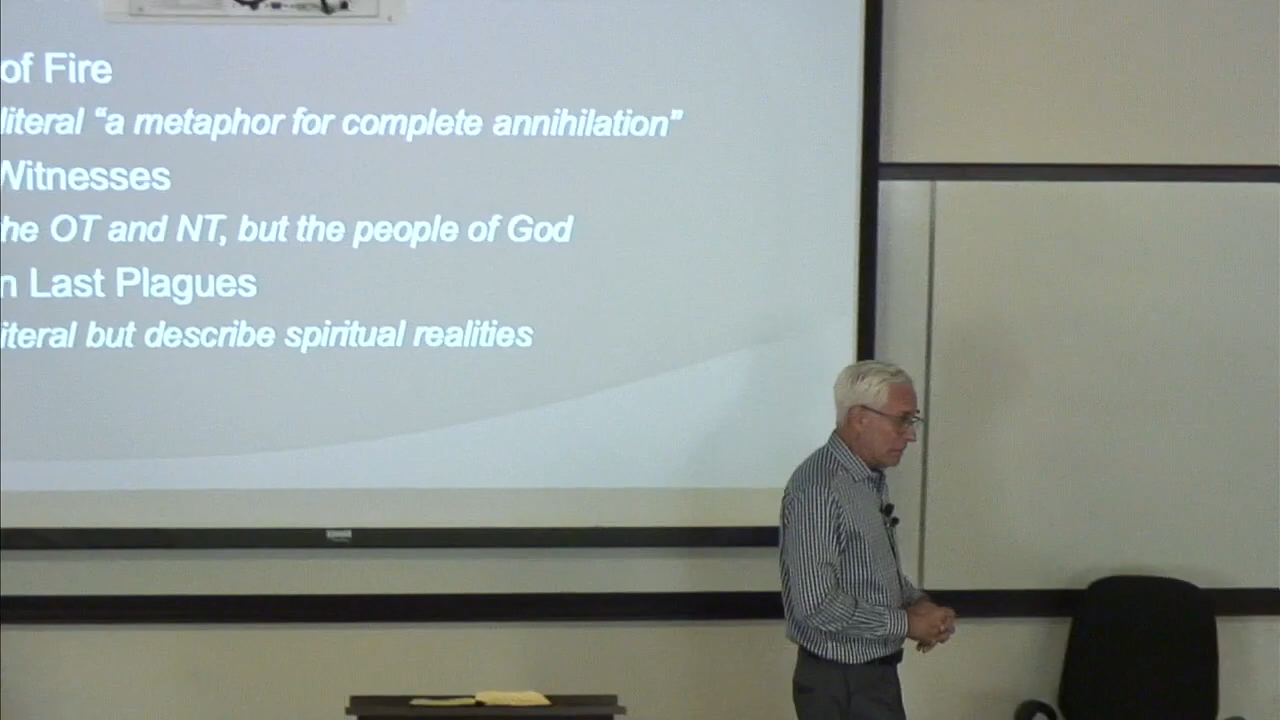 of Fire
literal “a metaphor for complete annihilation”
Witnesses
he OT and NT, but the people of God
n Last Plagues
iteral but describe spiritual realities